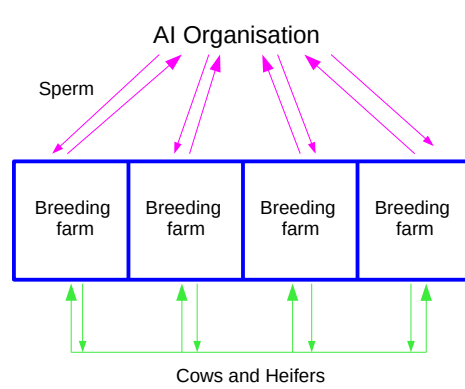 AI Organisation
Sperm
Breeding
farm
Breeding
farm
Breeding
farm
Breeding
farm
Cows and Heifers